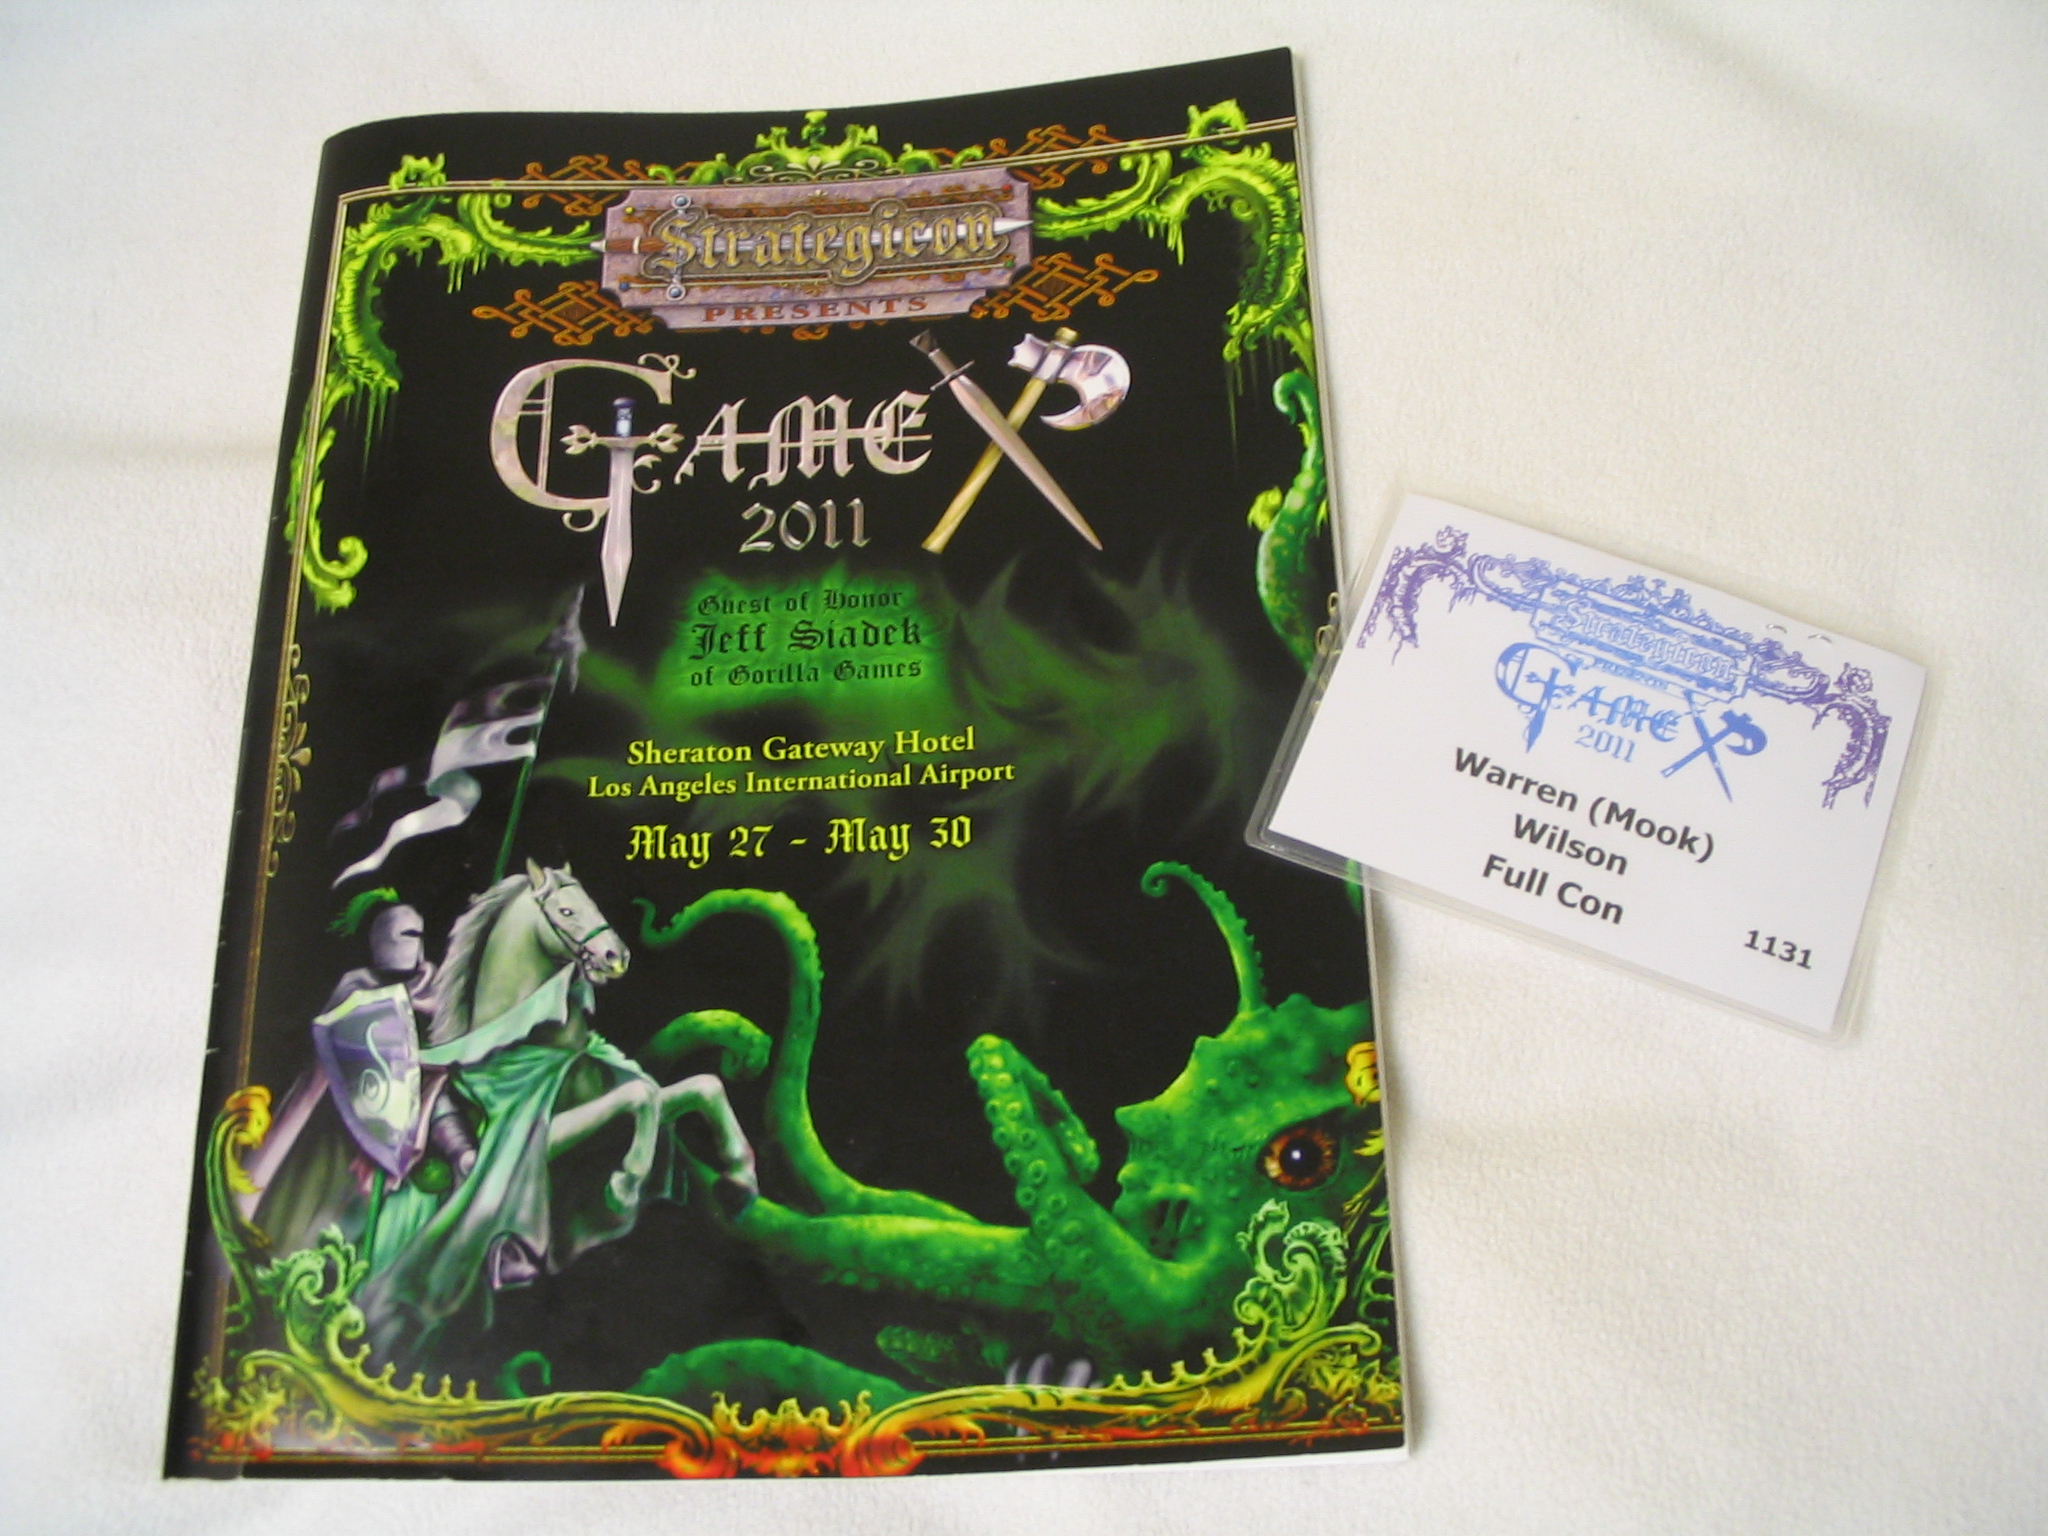 Strategicon
PRESENTS
GAMEX
2011
Guest of Honor
Jeff Siadek
of Gorilla Games
Sheraton Gateway Hotel
Los Angeles International Airport
May 27 - May 30
Strategicon
PRESENTS
GAMEX
2011
Warren (Mook)
Wilson
Full Con
1131